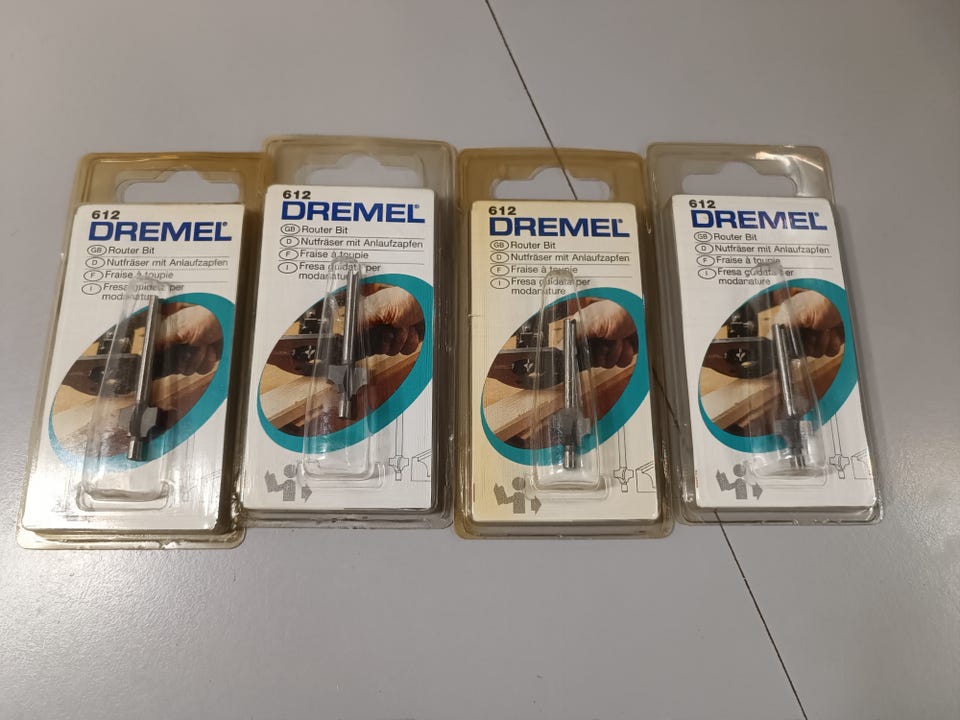 612
DREMEL®
GB Router Bit
D Nutfräser mit Anlaufzapfen
F Fraise à toupie
I Fresa guidata per
modanature
612
DREMEL®
GB Router Bit
D Nutfräser mit Anlaufzapfen
F Fraise à toupie
I Fresa guidata per
modanature
612
DREMEL®
GB Router Bit
D Nutfräser mit Anlaufzapfen
F Fraise à toupie
I Fresa guidata per
modanature
612
DREMEL®
GB Router Bit
D Nutfräser mit Anlaufzapfen
F Fraise à toupie
I Fresa guidata per
modanature